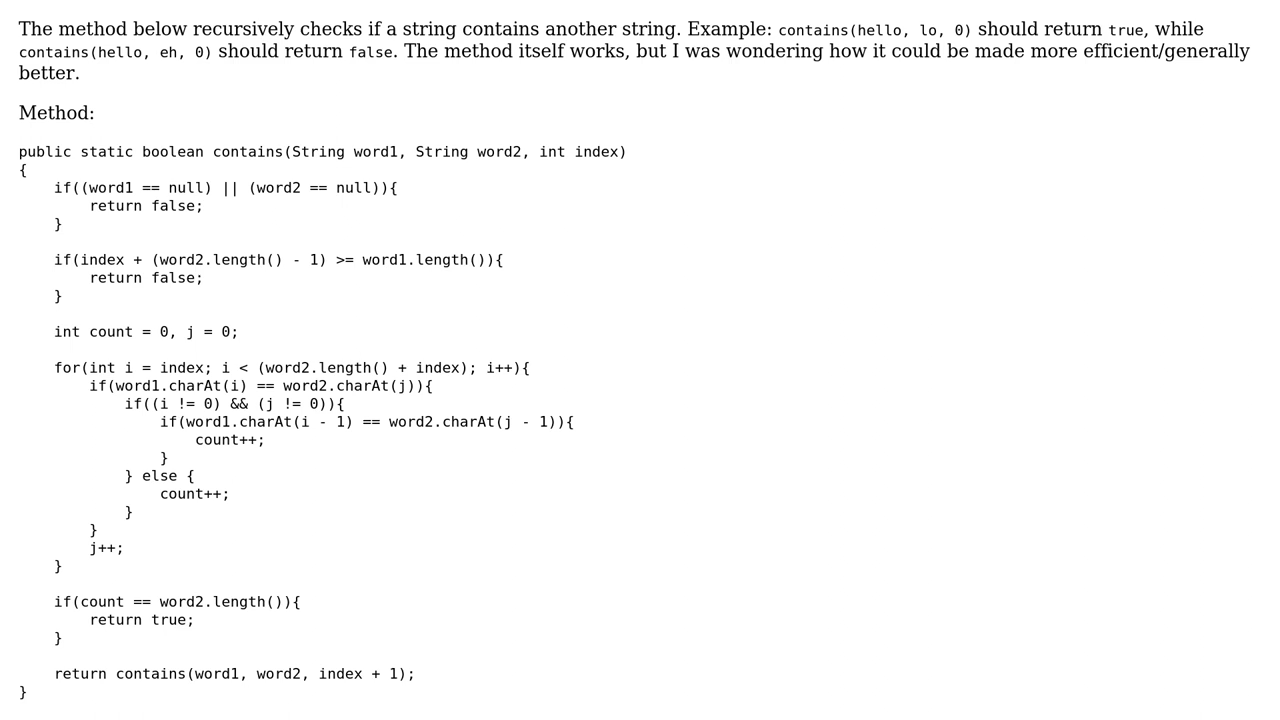 The method below recursively checks if a string contains another string. Example: contains(hello, lo, 0) should return true, while
contains(hello, eh, 0) should return false. The method itself works, but I was wondering how it could be made more efficient/generally
better.
Method:
public static boolean contains(String word1, String word2, int index)
{
    if((word1 == null) || (word2 == null)){
        return false;
    }
    if(index + (word2.length() - 1) >= word1.length()){
        return false;
    }
    int count = 0, j = 0;
    for(int i = index; i < (word2.length() + index); i++){
        if(word1.charAt(i) == word2.charAt(j)){
            if((i != 0) && (j != 0)){
                if(word1.charAt(i - 1) == word2.charAt(j - 1)){
                    count++;
                }
            } else {
                count++;
            }
        }
        j++;
    }
    if(count == word2.length()){
        return true;
    }
    return contains(word1, word2, index + 1);
}